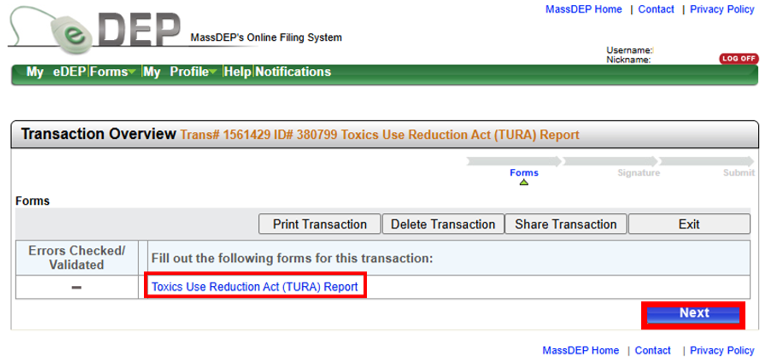 MassDEP Home | Contact | Privacy Policy
eDEP MassDEP's Online Filing System
Username:
Nickname:
LOG OFF
My eDEP Forms My Profile Help Notifications
Transaction Overview Trans# 1561429 ID# 380799 Toxics Use Reduction Act (TURA) Report
Forms Signature Submit
Forms
Print Transaction Delete Transaction Share Transaction Exit
Errors Checked/
Validated
Fill out the following forms for this transaction:
Toxics Use Reduction Act (TURA) Report
Next
MassDEP Home | Contact | Privacy Policy